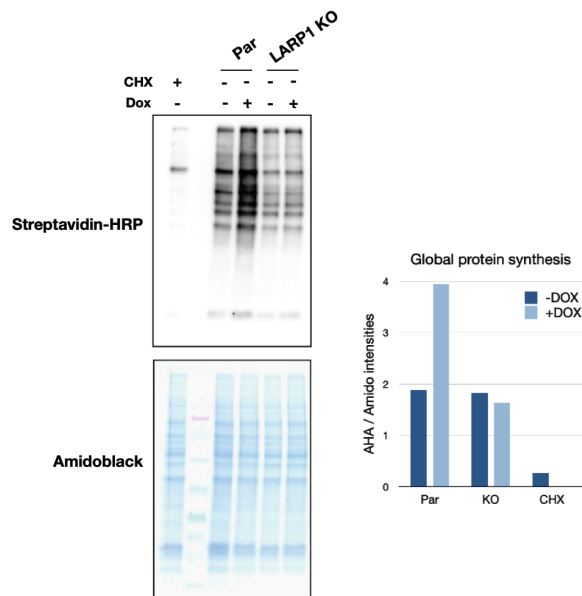 Par LARP1 KO
CHX + - - - -
Dox - - + - +
Streptavidin-HRP
Amidoblack
Global protein synthesis
-DOX
+DOX
AHA / Amido intensities
4
3
2
1
0
Par KO CHX